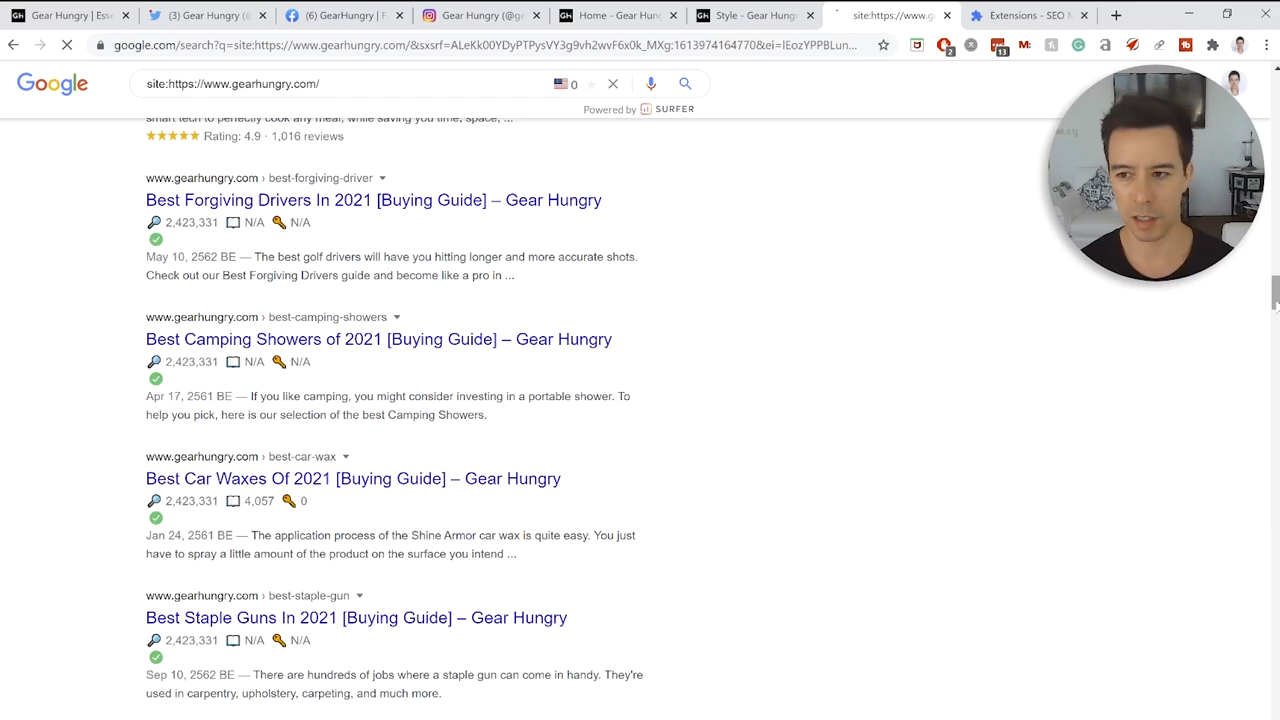 Gear Hungry | Esse
(3) Gear Hungry (@
(6) GearHungry | F
Gear Hungry (@g
Home - Gear Hung
Style - Gear Hung
site:https://www.g
Extensions - SEO M
google.com/search?q=site:https://www.gearhungry.com/&sxsrf=ALeKk00YDyPTPysVY3g9vh2wvF6x0k_MXg:1613974164770&ei=lEozYPPBLun...
2
13
Google
site:https://www.gearhungry.com/
0
Powered by SURFER
smart tech to perfectly cook any meal, while saving you time, space, ...
Rating: 4.9 · 1,016 reviews
www.gearhungry.com › best-forgiving-driver
Best Forgiving Drivers In 2021 [Buying Guide] – Gear Hungry
2,423,331 N/A N/A
May 10, 2562 BE — The best golf drivers will have you hitting longer and more accurate shots.
Check out our Best Forgiving Drivers guide and become like a pro in ...
www.gearhungry.com › best-camping-showers
Best Camping Showers of 2021 [Buying Guide] – Gear Hungry
2,423,331 N/A N/A
Apr 17, 2561 BE — If you like camping, you might consider investing in a portable shower. To
help you pick, here is our selection of the best Camping Showers.
www.gearhungry.com › best-car-wax
Best Car Waxes Of 2021 [Buying Guide] – Gear Hungry
2,423,331 4,057 0
Jan 24, 2561 BE — The application process of the Shine Armor car wax is quite easy. You just
have to spray a little amount of the product on the surface you intend ...
www.gearhungry.com › best-staple-gun
Best Staple Guns In 2021 [Buying Guide] – Gear Hungry
2,423,331 N/A N/A
Sep 10, 2562 BE — There are hundreds of jobs where a staple gun can come in handy. They're
used in carpentry, upholstery, carpeting, and much more.